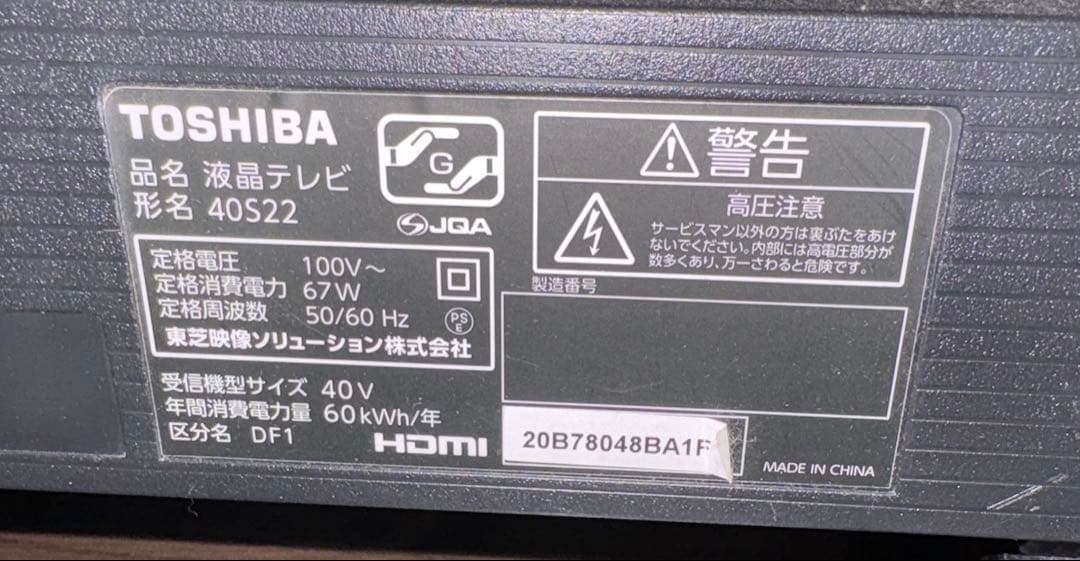 TOSHIBA
品名 液晶テレビ
形名 40S22
G
JQA
定格電圧 100V～
定格消費電力 67W
定格周波数 50/60 Hz
PS
E
東芝映像ソリューション株式会社
受信機型サイズ 40V
年間消費電力量 60kWh/年
区分名 DF1
HDMI
警告
高圧注意
サービスマン以外の方は裏ぶたをあけ
ないでください。内部には高電圧部分が
数多くあり、万一さわると危険です。
製造番号
20B78048BA1
MADE IN CHINA